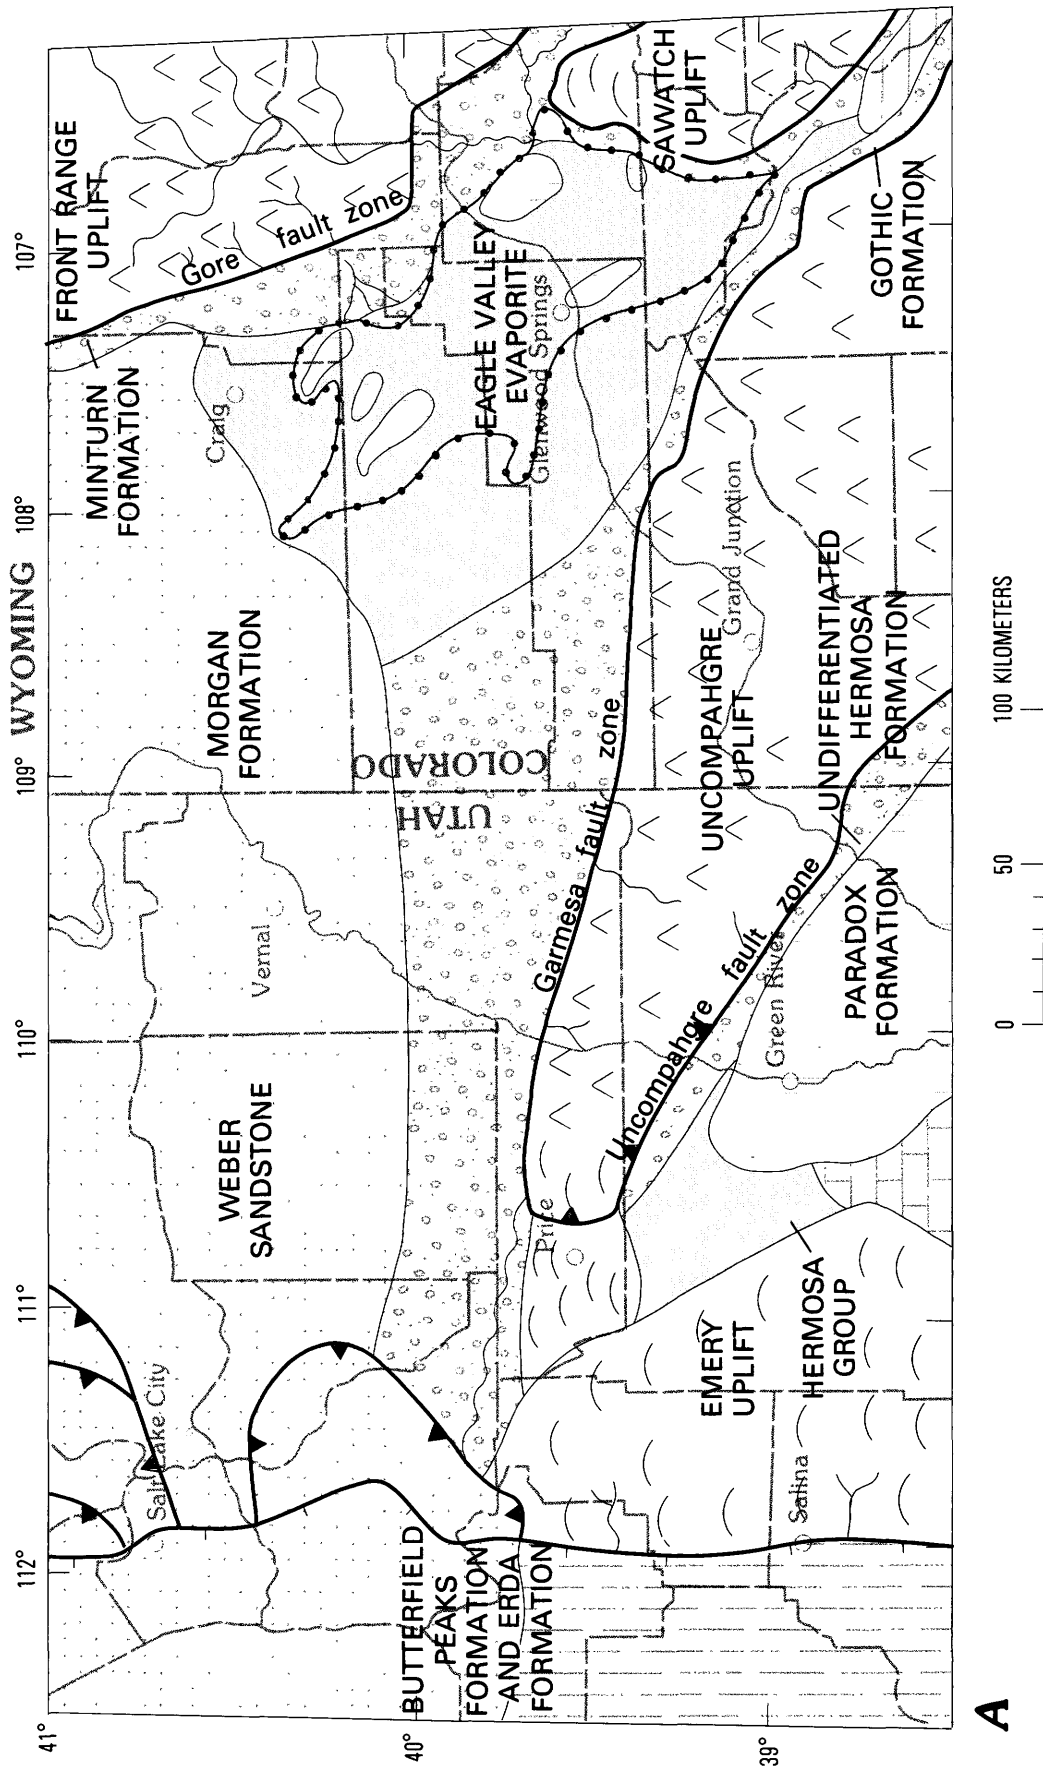 WYOMING
112°
111°
110°
109°
108°
107°
41°
40°
39°
FRONT RANGE
UPLIFT
MINTURN
FORMATION
Gore fault zone
Craig
MORGAN
FORMATION
Vernal
WEBER
SANDSTONE
Salt Lake City
COLORADO
UTAH
EAGLE VALLEY
EVAPORITE
Glenwood Springs
SAWATCH
UPLIFT
BUTTERFIELD
PEAKS
FORMATION
AND ERDA
FORMATION
Price
Garmesa fault zone
Uncompahgre fault zone
UNCOMPAHGRE
UPLIFT
Grand Junction
GOTHIC
FORMATION
UNDIFFERENTIATED
HERMOSA
FORMATION
Green River
PARADOX
FORMATION
EMERY
UPLIFT
HERMOSA
GROUP
Salina
0 50 100 KILOMETERS
A